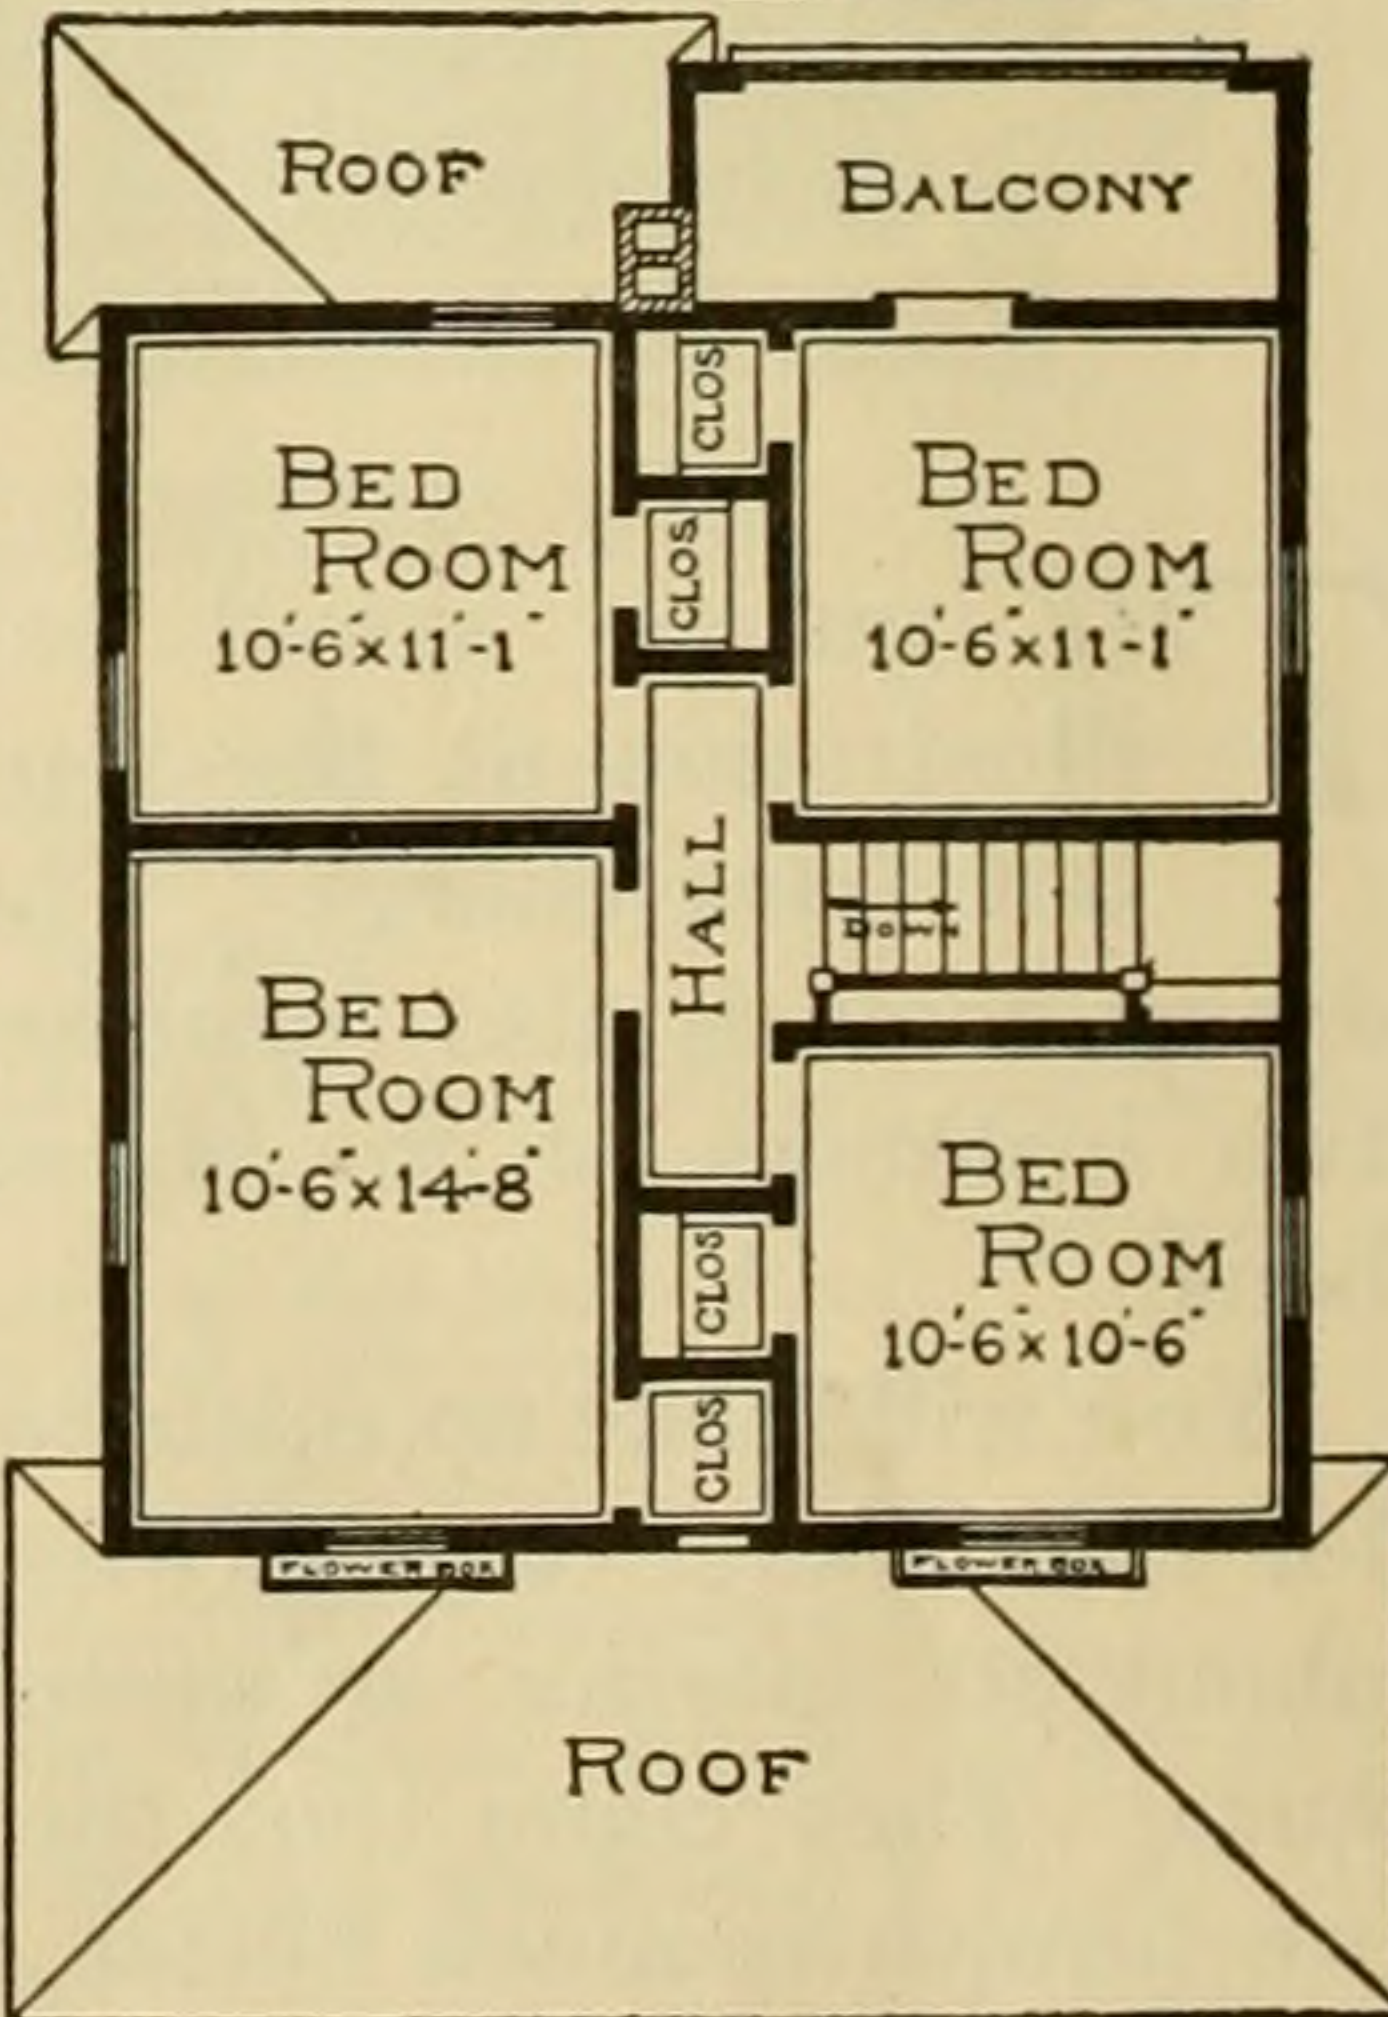 ROOF
BALCONY
CLOS
BED
ROOM
10'-6"x11'-1"
BED
ROOM
10'-6"x11'-1"
CLOS
HALL
DOWN
BED
ROOM
10'-6"x14'-8"
BED
ROOM
10'-6"x10'-6"
CLOS
CLOS
FLOWER BOX
FLOWER BOX
ROOF